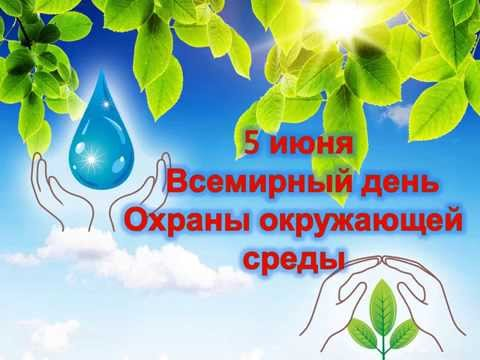 5 июня
Всемирный день
Охраны окружающей
среды